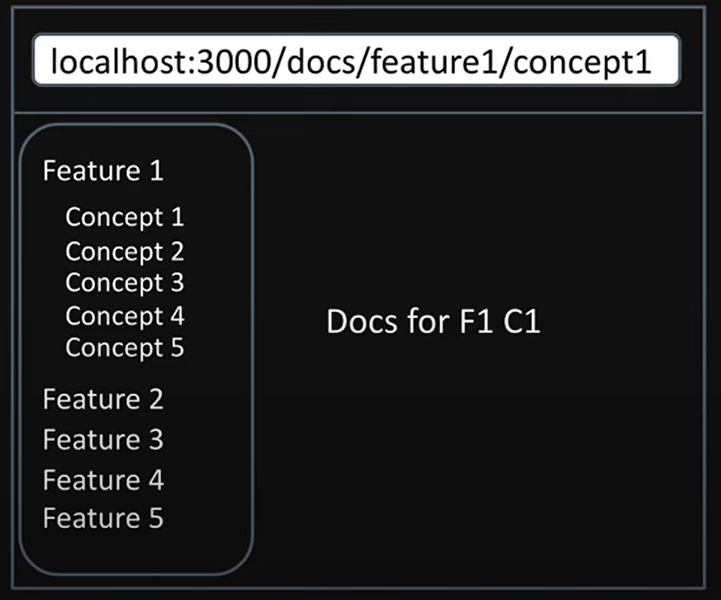 localhost:3000/docs/feature1/concept1
Feature 1
Concept 1
Concept 2
Concept 3
Concept 4
Concept 5
Feature 2
Feature 3
Feature 4
Feature 5
Docs for F1 C1